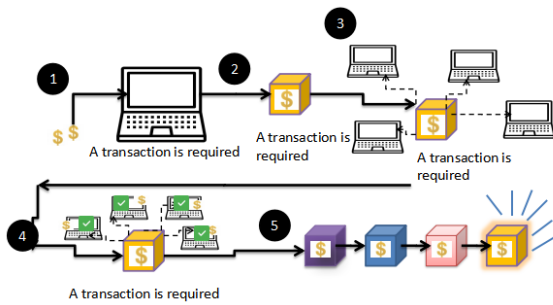 3
1
2
$ $
$
$
A transaction is required
A transaction is
required
A transaction is
required
4
$
$
$
$
$
5
$
$
$
$
A transaction is required